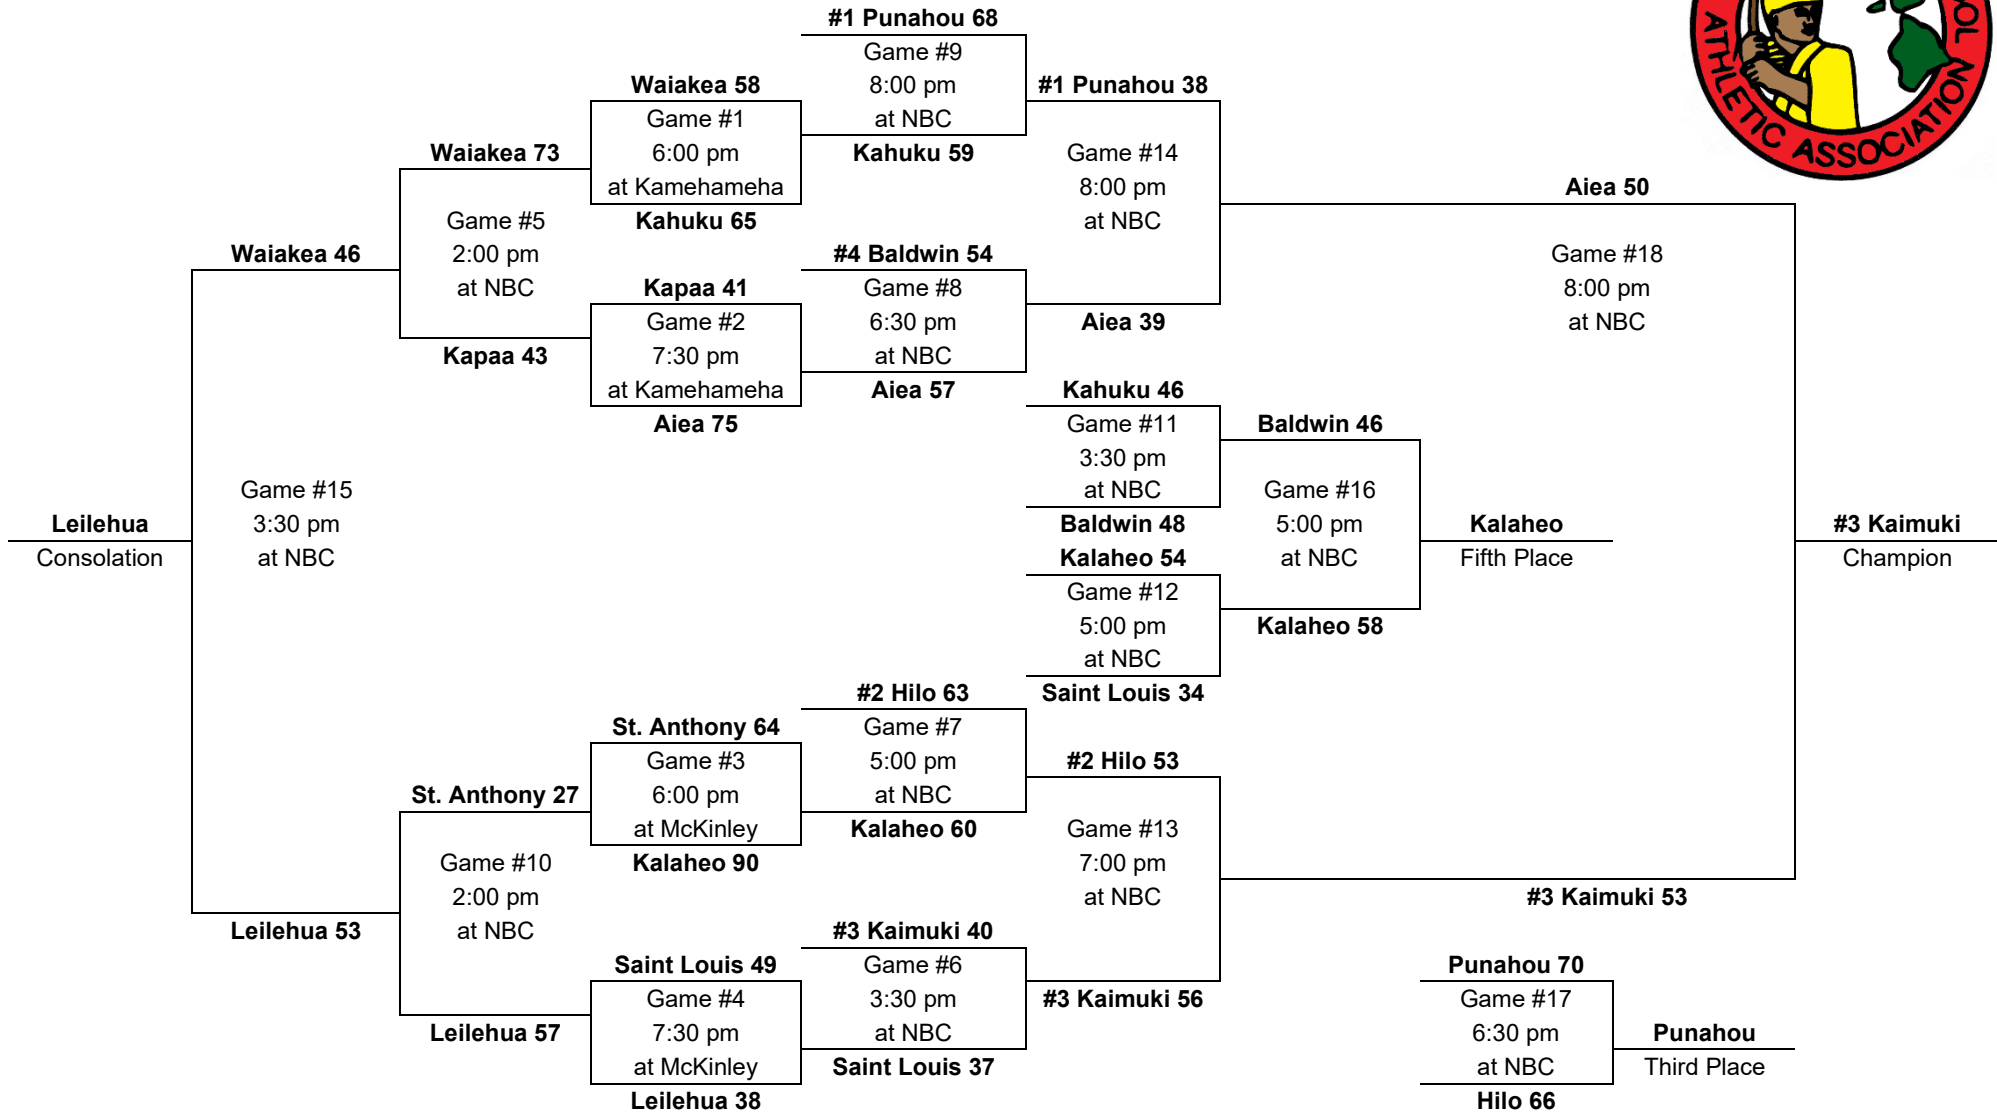 #1 Punahou 68
Game #9
8:00 pm
at NBC
Kahuku 59
Waiakea 58
Game #1
6:00 pm
at Kamehameha
Kahuku 65
#1 Punahou 38
Game #14
8:00 pm
at NBC
Aiea 39
Waiakea 73
Game #5
2:00 pm
at NBC
Kapaa 43
Waiakea 46
#4 Baldwin 54
Game #8
6:30 pm
at NBC
Aiea 57
Kapaa 41
Game #2
7:30 pm
at Kamehameha
Aiea 75
Aiea 50
Game #18
8:00 pm
at NBC
Kahuku 46
Game #11
3:30 pm
at NBC
Baldwin 48
Baldwin 46
Game #16
5:00 pm
at NBC
Kalaheo 58
Kalaheo
Fifth Place
Kalaheo 54
Game #12
5:00 pm
at NBC
Saint Louis 34
Game #15
3:30 pm
at NBC
Leilehua
Consolation
#3 Kaimuki
Champion
#2 Hilo 63
Game #7
5:00 pm
at NBC
Kalaheo 60
St. Anthony 64
Game #3
6:00 pm
at McKinley
Kalaheo 90
#2 Hilo 53
Game #13
7:00 pm
at NBC
#3 Kaimuki 56
St. Anthony 27
Game #10
2:00 pm
at NBC
Leilehua 57
Leilehua 53
#3 Kaimuki 53
#3 Kaimuki 40
Game #6
3:30 pm
at NBC
Saint Louis 37
Saint Louis 49
Game #4
7:30 pm
at McKinley
Leilehua 38
Punahou 70
Game #17
6:30 pm
at NBC
Hilo 66
Punahou
Third Place
ATHLETIC ASSOCIATION